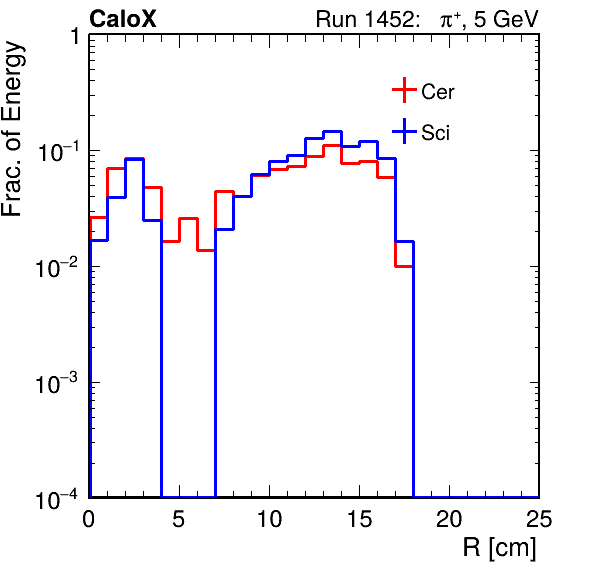 CaloX Run 1452: π⁺, 5 GeV
Frac. of Energy
1
10⁻¹
10⁻²
10⁻³
10⁻⁴
Cer
Sci
0 5 10 15 20 25
R [cm]